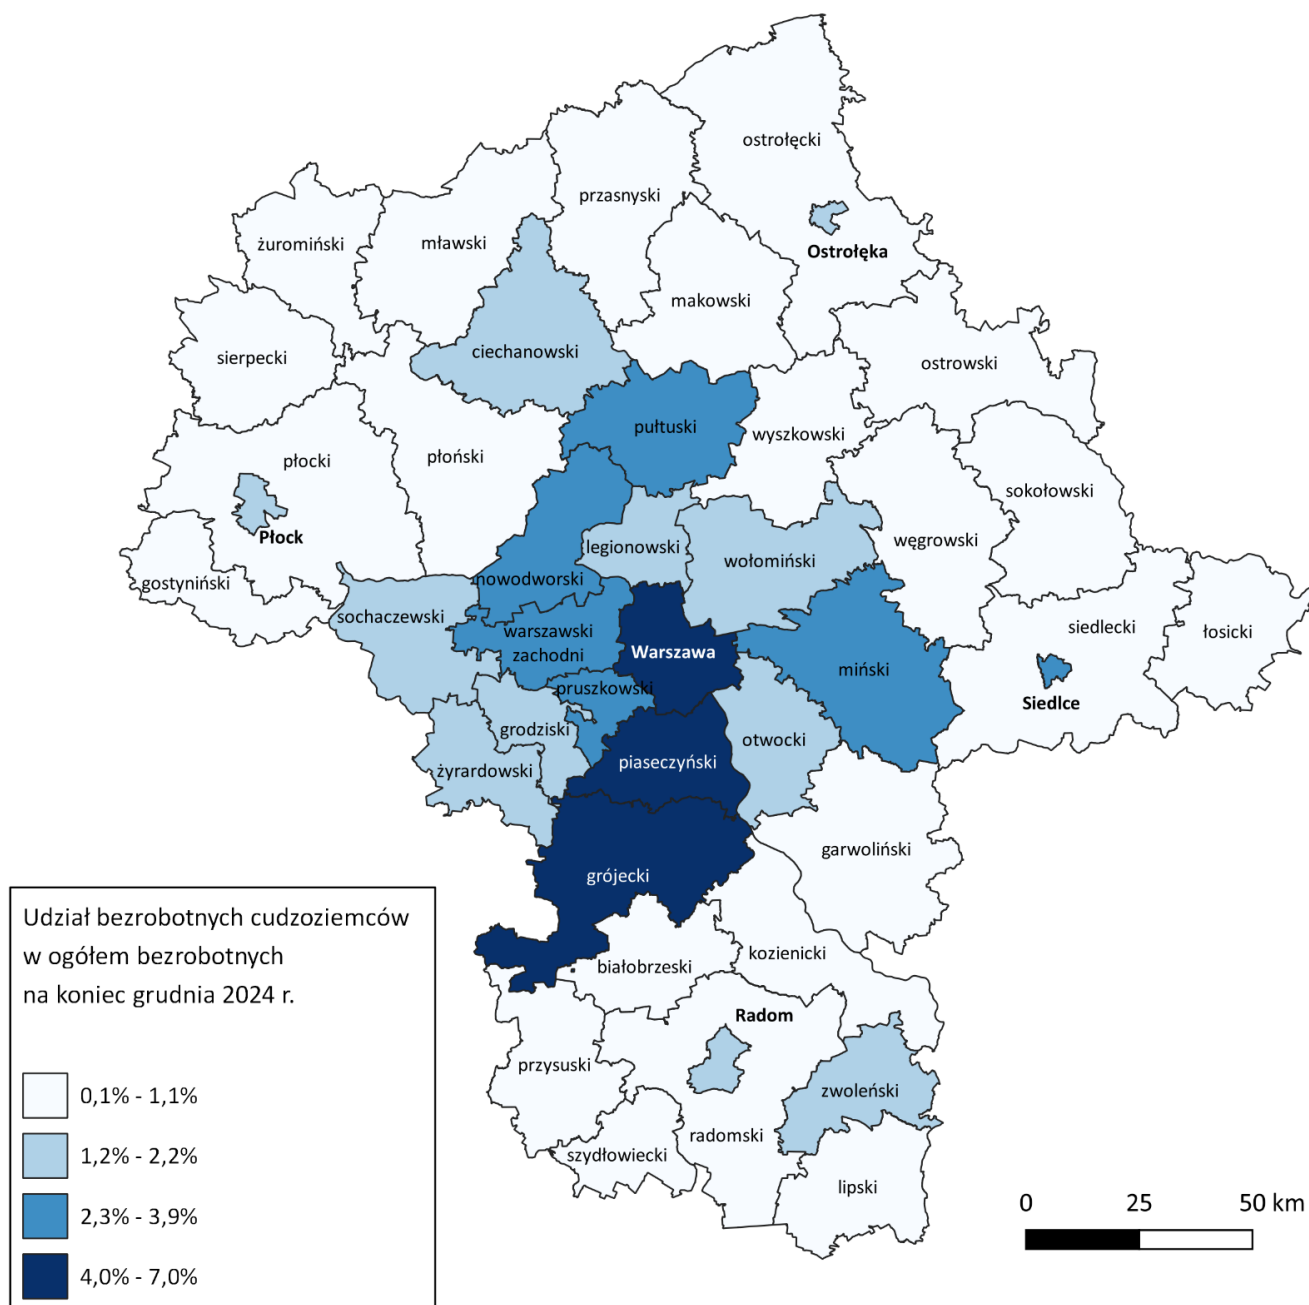 ostrołęcki
przasnyski
żuromiński
mławski
Ostrołęka
makowski
sierpecki
ciechanowski
ostrowski
pułtuski
wyszkowski
płocki
płoński
sokołowski
Płock
legionowski
wołomiński
węgrowski
gostyniński
nowodworski
sochaczewski
warszawski
zachodni
Warszawa
siedlecki
łosicki
miński
pruszkowski
Siedlce
grodziski
otwocki
piaseczyński
żyrardowski
garwoliński
grójecki
białobrzeski
kozienicki
Radom
przysuski
zwoleński
radomski
szydłowiecki
lipski
Udział bezrobotnych cudzoziemców
w ogółem bezrobotnych
na koniec grudnia 2024 r.
0,1% - 1,1%
1,2% - 2,2%
2,3% - 3,9%
4,0% - 7,0%
0 25 50 km